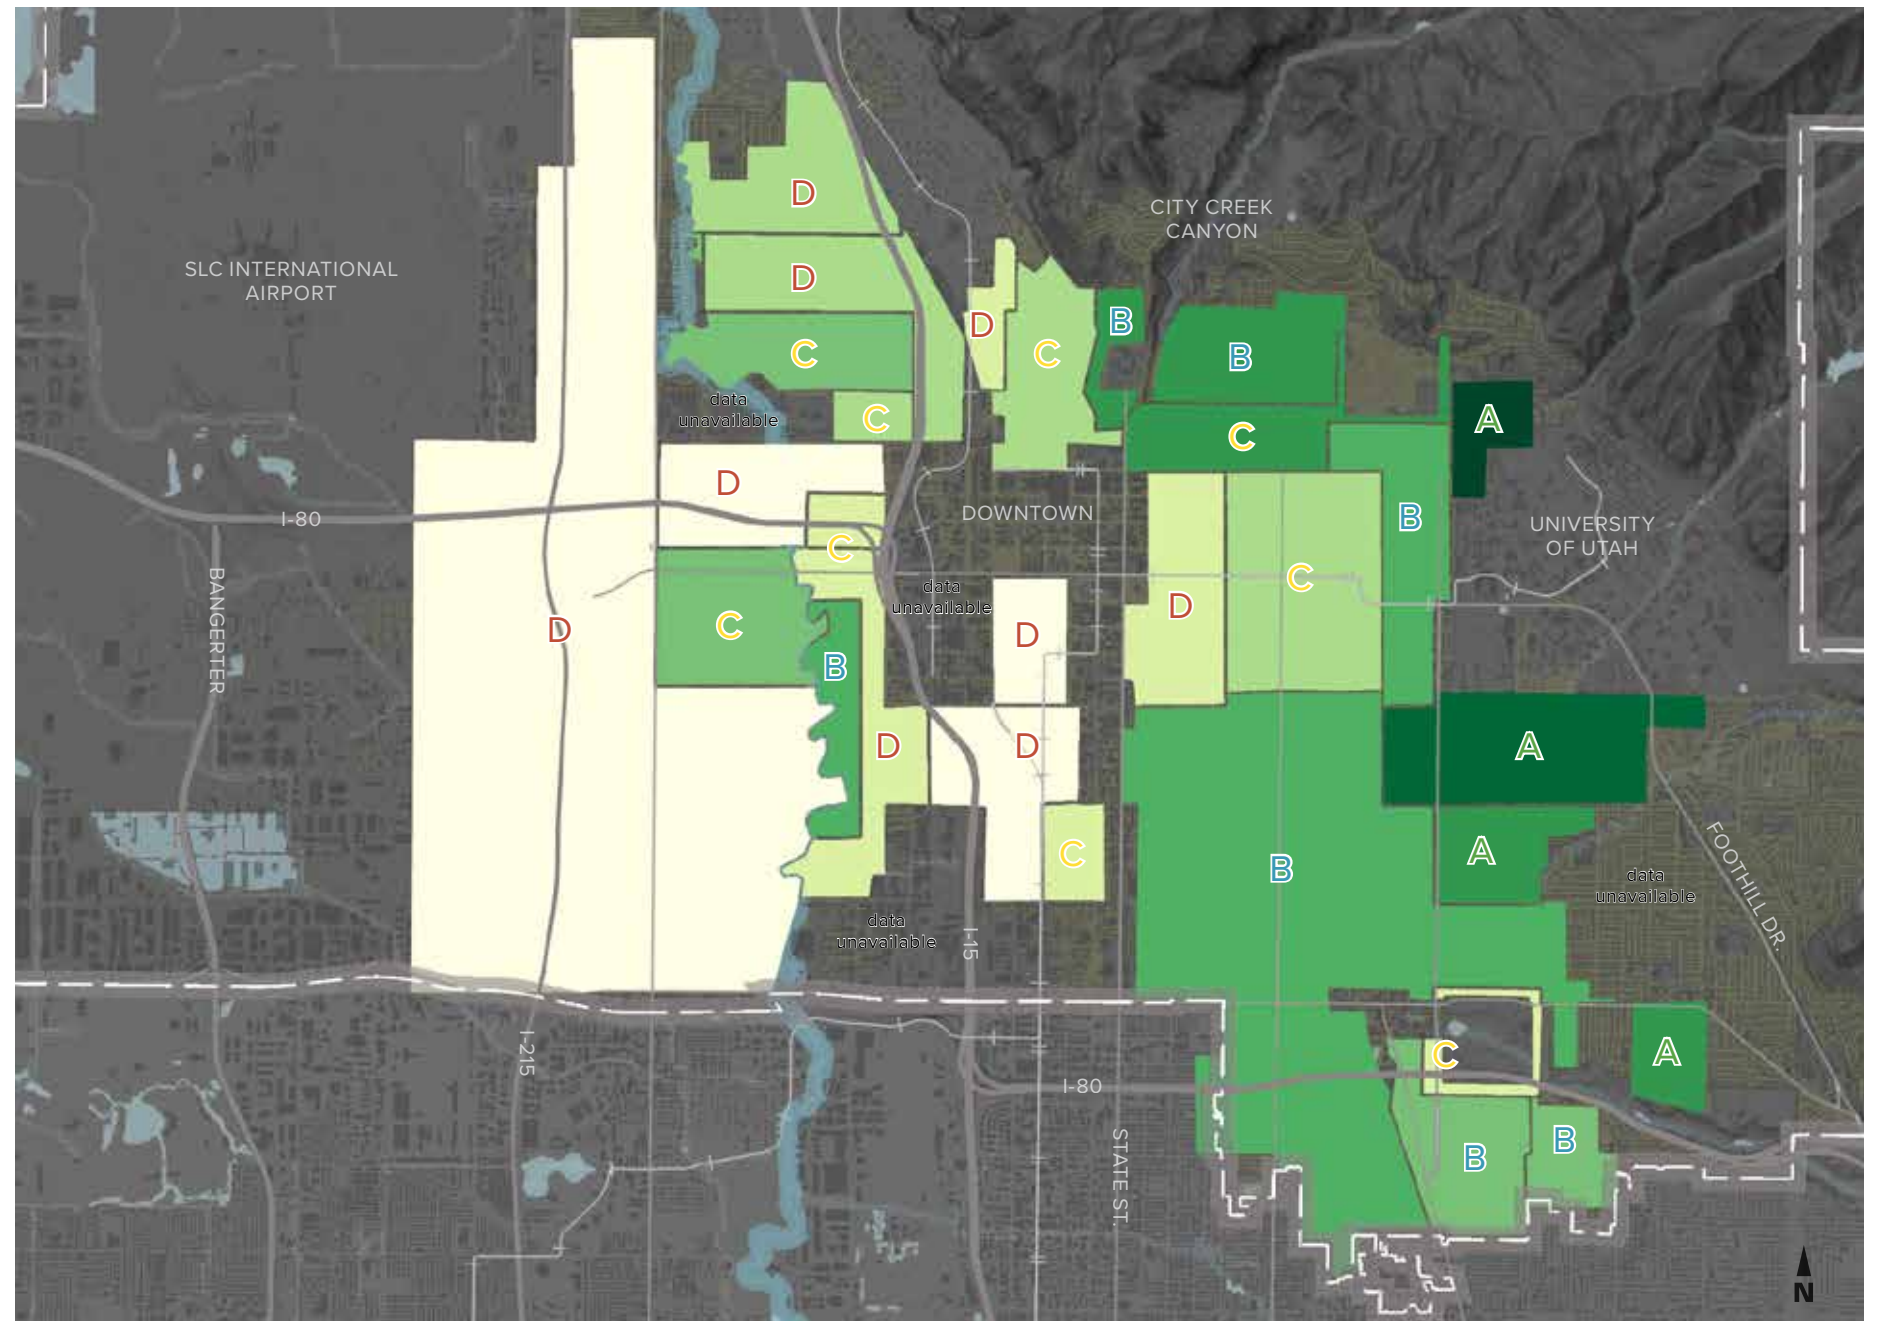 CITY CREEK
CANYON
D
SLC INTERNATIONAL
AIRPORT
D
D
B
C
C
B
data
unavailable
C
C
A
D
I-80
DOWNTOWN
B
UNIVERSITY
OF UTAH
C
BANGERTER
data
unavailable
C
D
D
C
D
B
D
D
A
FOOTHILL DR.
C
B
A
data
unavailable
data
unavailable
I-15
I-215
C
A
I-80
STATE ST.
B
B
N